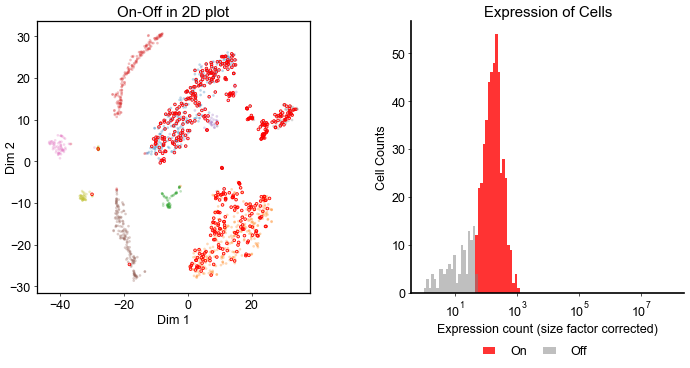 On-Off in 2D plot
Expression of Cells
30
20
10
0
−10
−20
−30
Dim 2
−40
−20
0
20
Dim 1
50
40
30
20
10
0
Cell Counts
10^1
10^3
10^5
10^7
Expression count (size factor corrected)
On
Off